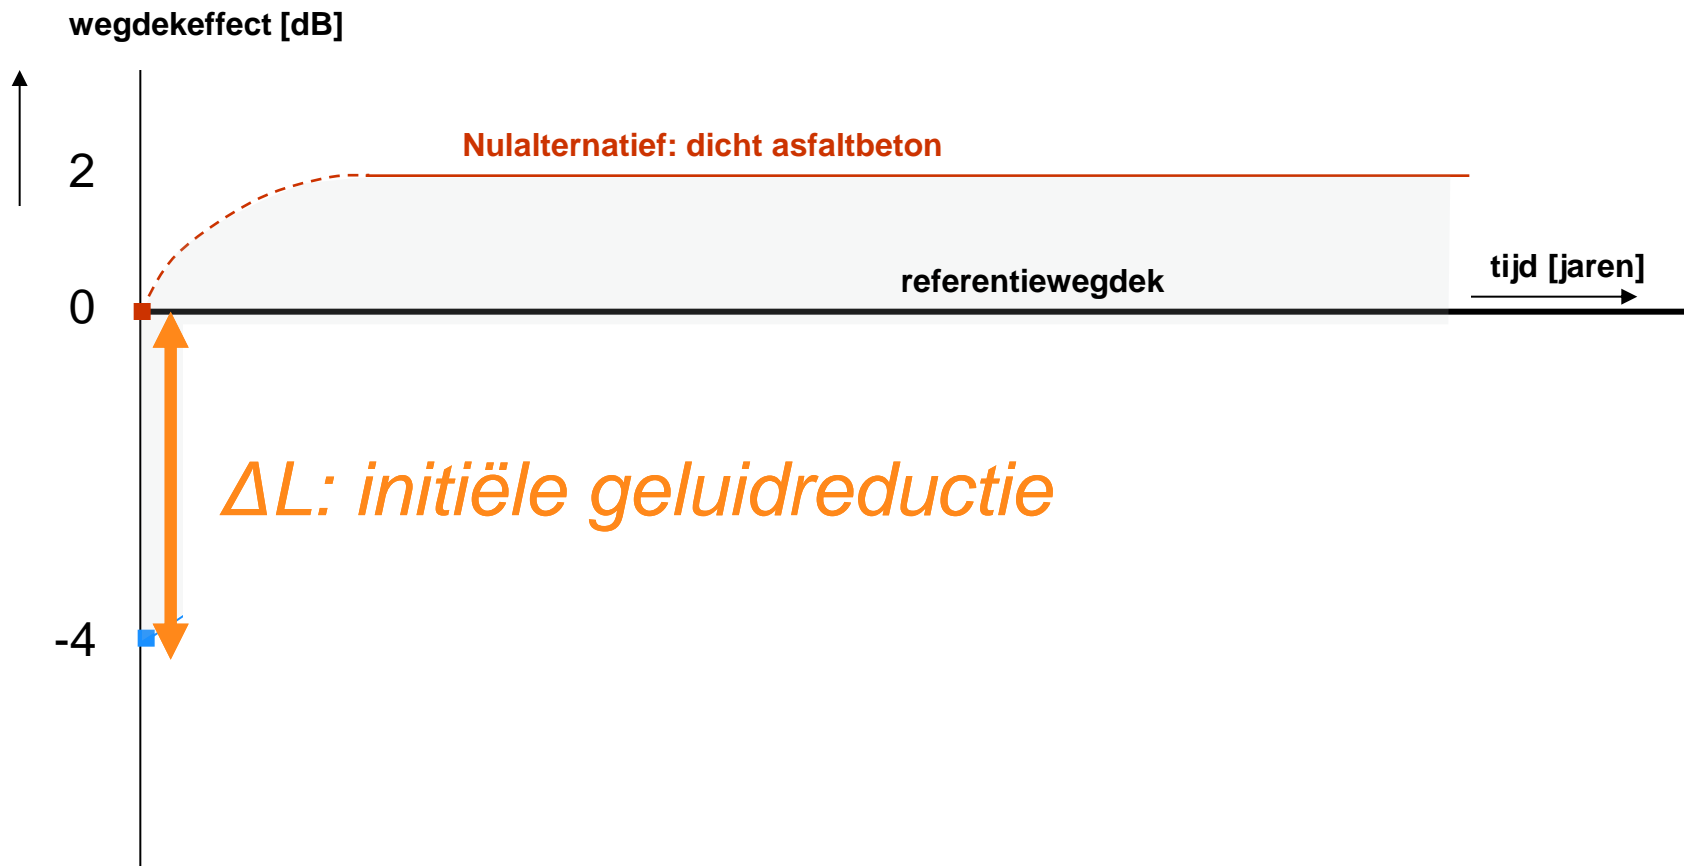 wegdekeffect [dB]
Nulalternatief: dicht asfaltbeton
2
tijd [jaren]
referentiewegdek
0
ΔL: initiële geluidreductie
-4